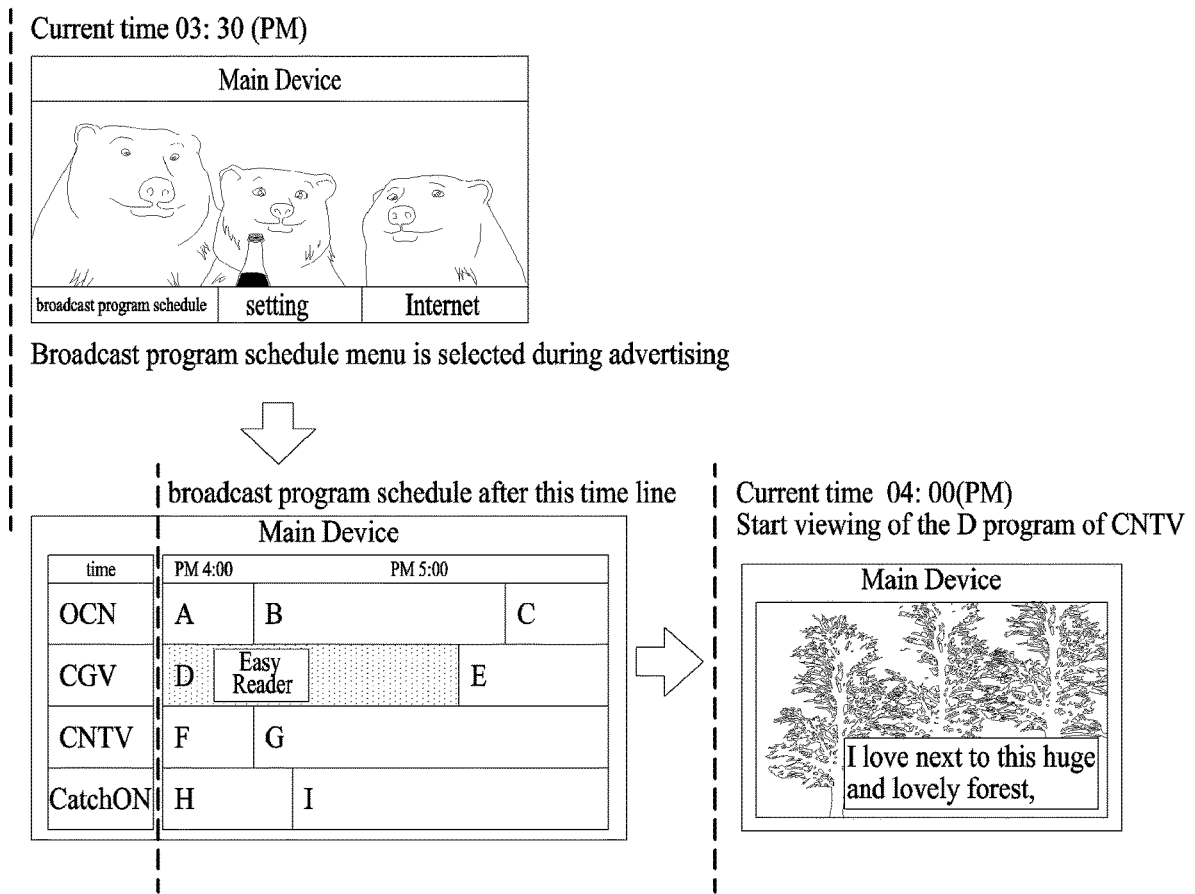 Current time 03: 30 (PM)
Main Device
broadcast program schedule
setting
Internet
Broadcast program schedule menu is selected during advertising
broadcast program schedule after this time line
Main Device
time PM 4:00 PM 5:00
OCN A B C
CGV D Easy Reader E
CNTV F G
CatchON H I
Current time 04: 00(PM)
Start viewing of the D program of CNTV
Main Device
I love next to this huge
and lovely forest,